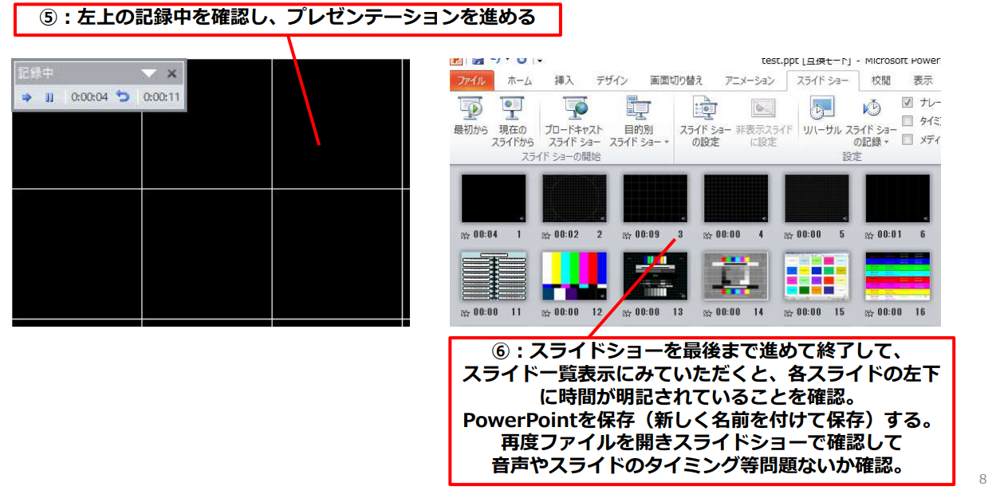 ⑤：左上の記録中を確認し、プレゼンテーションを進める
記録中
0:00:04 0:00:11
test.ppt [互換モード] - Microsoft Power
ファイル ホーム 挿入 デザイン 画面切り替え アニメーション スライド ショー 校閲 表示
最初から 現在の ブロードキャスト 目的別 スライド ショー 非表示スライド リハーサル スライド ショー
スライドから スライド ショー スライド ショー の設定 に設定 の記録
ナレー
タイミ
メディ
スライド ショーの開始 設定
00:04 1 00:02 2 00:09 3 00:00 4 00:00 5 00:01 6
00:00 11 00:00 12 00:00 13 00:00 14 00:00 15 00:00 16
⑥：スライドショーを最後まで進めて終了して、
スライド一覧表示にみていただくと、各スライドの左下
に時間が明記されていることを確認。
PowerPointを保存（新しく名前を付けて保存）する。
再度ファイルを開きスライドショーで確認して
音声やスライドのタイミング等問題ないか確認。
8